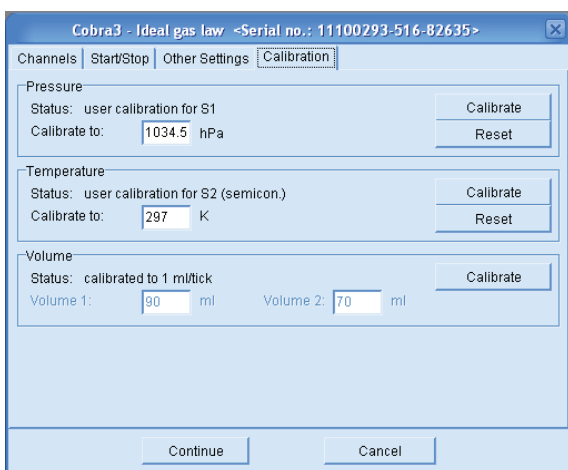 Cobra3 - Ideal gas law <Serial no.: 11100293-516-82635>
Channels Start/Stop Other Settings Calibration
Pressure
Status: user calibration for S1 Calibrate
Calibrate to: 1034.5 hPa Reset
Temperature
Status: user calibration for S2 (semicon.) Calibrate
Calibrate to: 297 K Reset
Volume
Status: calibrated to 1 ml/tick Calibrate
Volume 1: 90 ml Volume 2: 70 ml
Continue Cancel